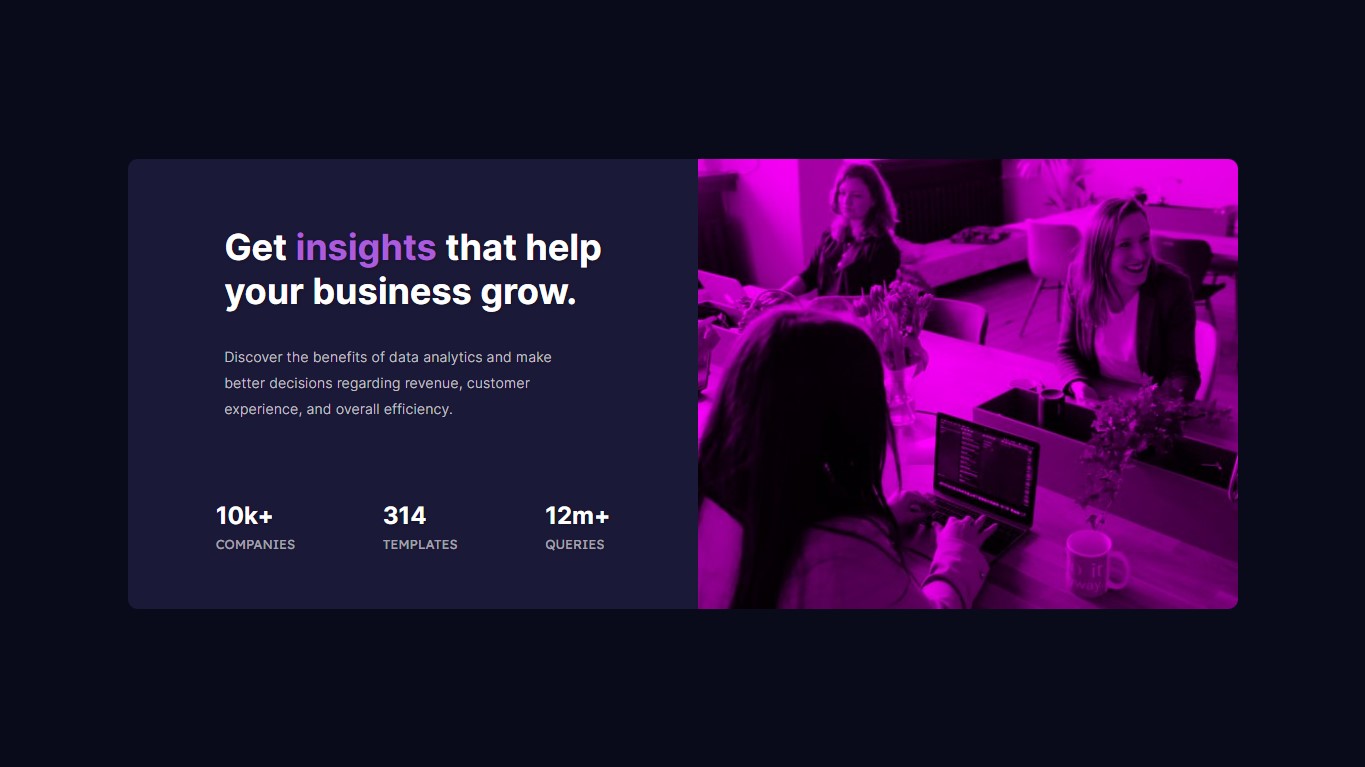 Get insights that help
your business grow.
Discover the benefits of data analytics and make
better decisions regarding revenue, customer
experience, and overall efficiency.
10k+ 314 12m+
COMPANIES TEMPLATES QUERIES